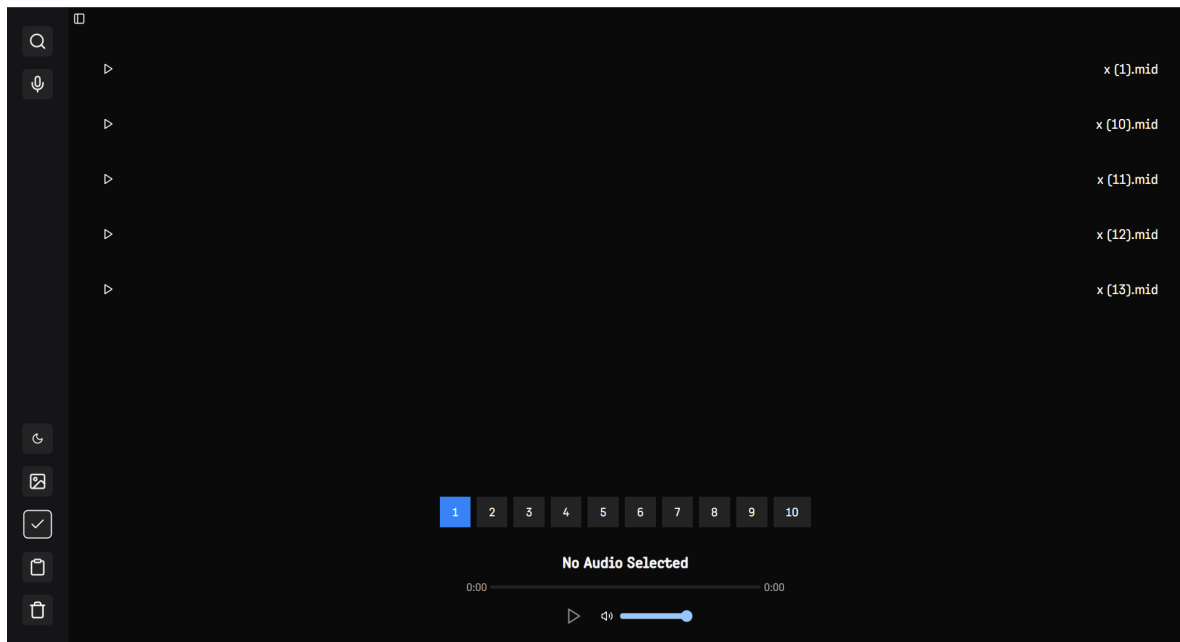 x (1).mid
x (10).mid
x (11).mid
x (12).mid
x (13).mid
1 2 3 4 5 6 7 8 9 10
No Audio Selected
0:00 0:00